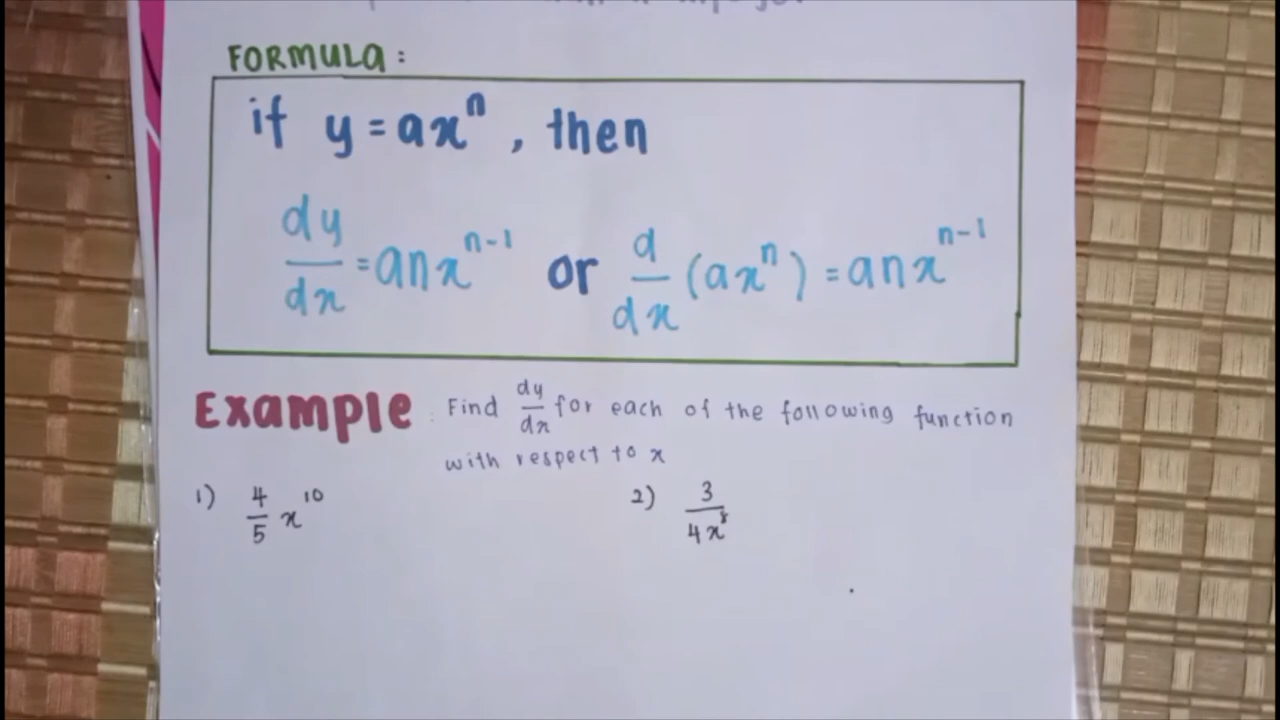 FORMULA :
if y = axⁿ , then
dy/dx = anxⁿ⁻¹ or d/dx (axⁿ) = anxⁿ⁻¹
Example : Find dy/dx for each of the following function
with respect to x
1) 4/5 x¹⁰ 2) 3/4x⁸